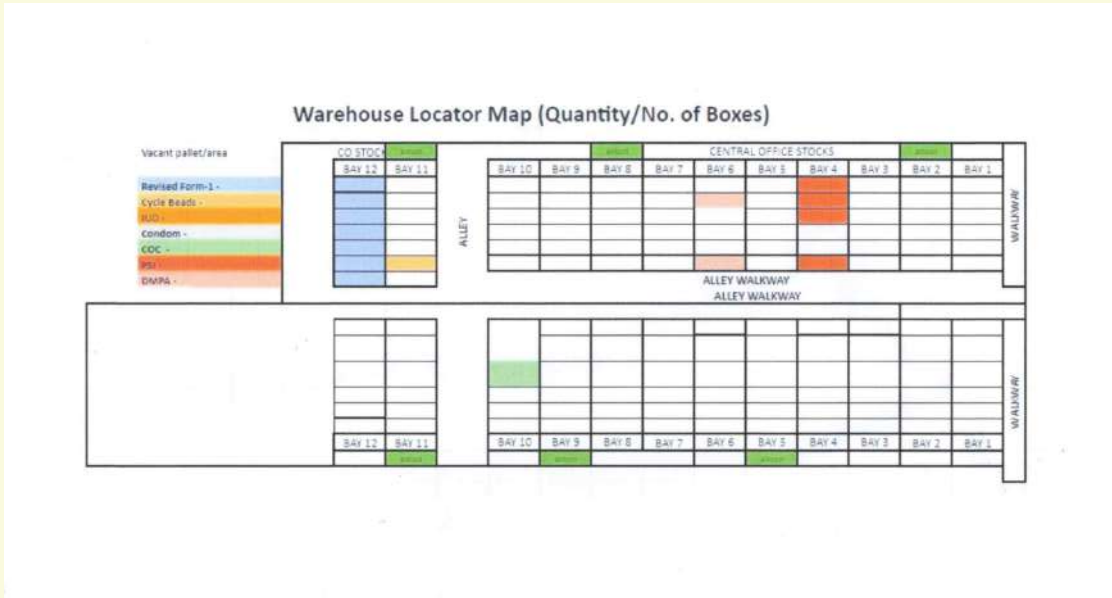 Warehouse Locator Map (Quantity/No. of Boxes)
Vacant pallet/area
CO STOCK CENTRAL OFFICE STOCKS
BAY 12 BAY 11 BAY 10 BAY 9 BAY 8 BAY 7 BAY 6 BAY 5 BAY 4 BAY 3 BAY 2 BAY 1
Revised Form-1 -
Cycle Beads -
IUD -
Condom -
COC -
PSI -
DMPA -
ALLEY
WALKWAY
ALLEY WALKWAY
ALLEY WALKWAY
WALKWAY
BAY 12 BAY 11 BAY 10 BAY 9 BAY 8 BAY 7 BAY 6 BAY 5 BAY 4 BAY 3 BAY 2 BAY 1